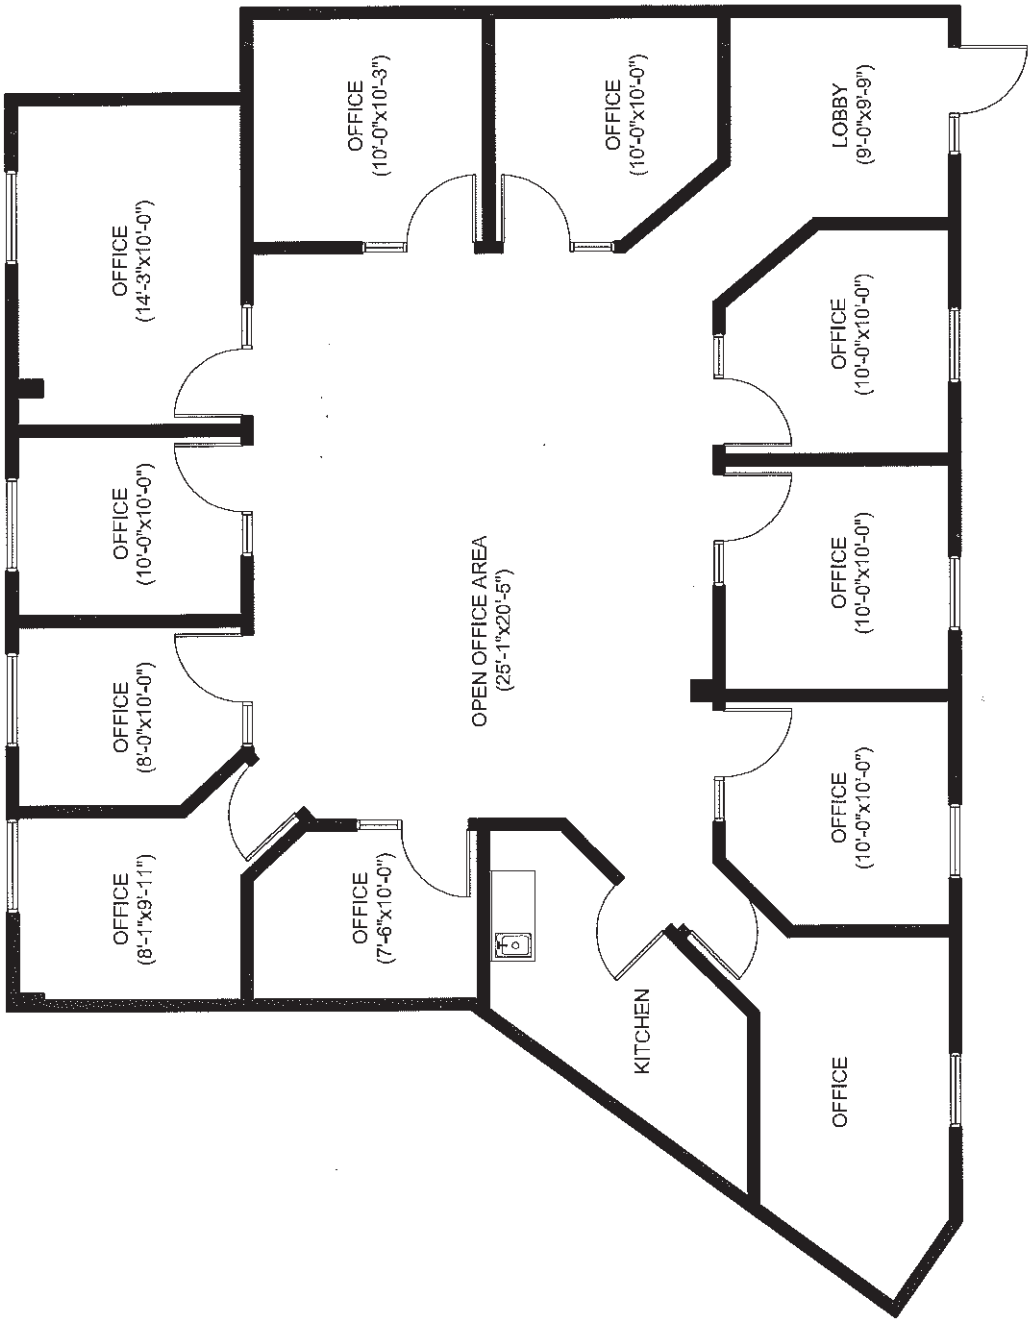 OFFICE
(10'-0"x10'-3")
OFFICE
(10'-0"x10'-0")
LOBBY
(9'-0"x9'-9")
OFFICE
(14'-3"x10'-0")
OFFICE
(10'-0"x10'-0")
OFFICE
(10'-0"x10'-0")
OFFICE
(10'-0"x10'-0")
OPEN OFFICE AREA
(25'-1"x20'-5")
OFFICE
(8'-0"x10'-0")
OFFICE
(10'-0"x10'-0")
OFFICE
(8'-1"x9'-11")
OFFICE
(7'-6"x10'-0")
KITCHEN
OFFICE